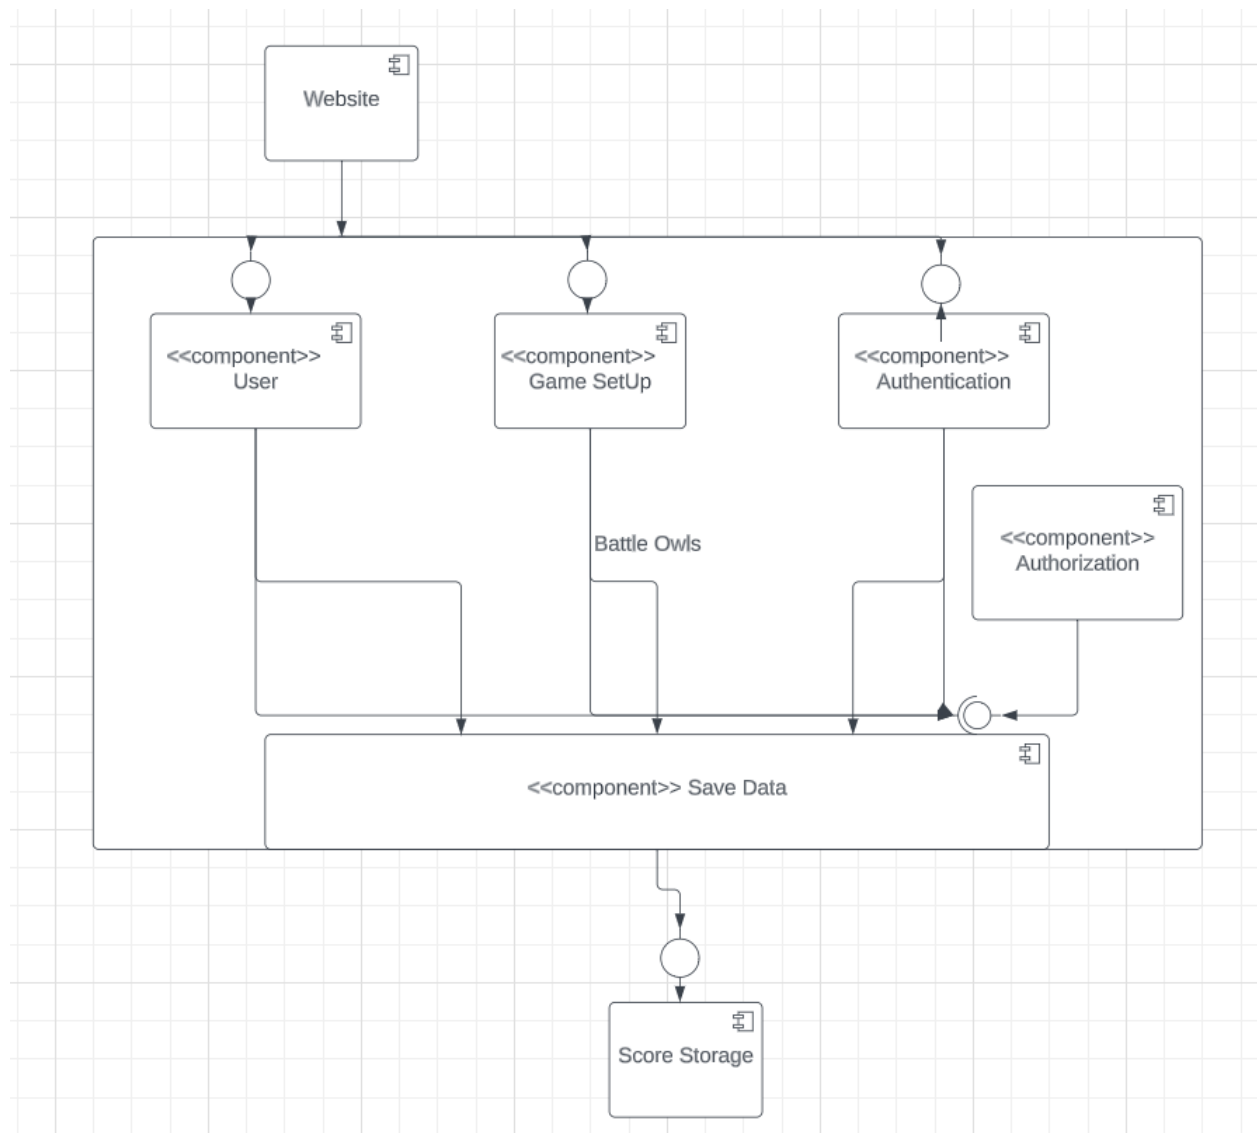 Website
<<component>>
User
<<component>>
Game SetUp
<<component>>
Authentication
Battle Owls
<<component>>
Authorization
<<component>> Save Data
Score Storage